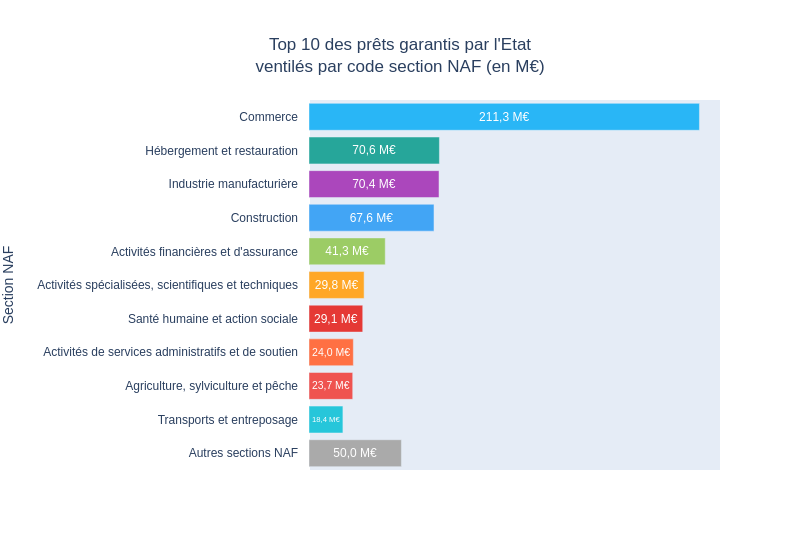 Top 10 des prêts garantis par l'Etat
ventilés par code section NAF (en M€)
Section NAF
Commerce 211,3 M€
Hébergement et restauration 70,6 M€
Industrie manufacturière 70,4 M€
Construction 67,6 M€
Activités financières et d'assurance 41,3 M€
Activités spécialisées, scientifiques et techniques 29,8 M€
Santé humaine et action sociale 29,1 M€
Activités de services administratifs et de soutien 24,0 M€
Agriculture, sylviculture et pêche 23,7 M€
Transports et entreposage 18,4 M€
Autres sections NAF 50,0 M€